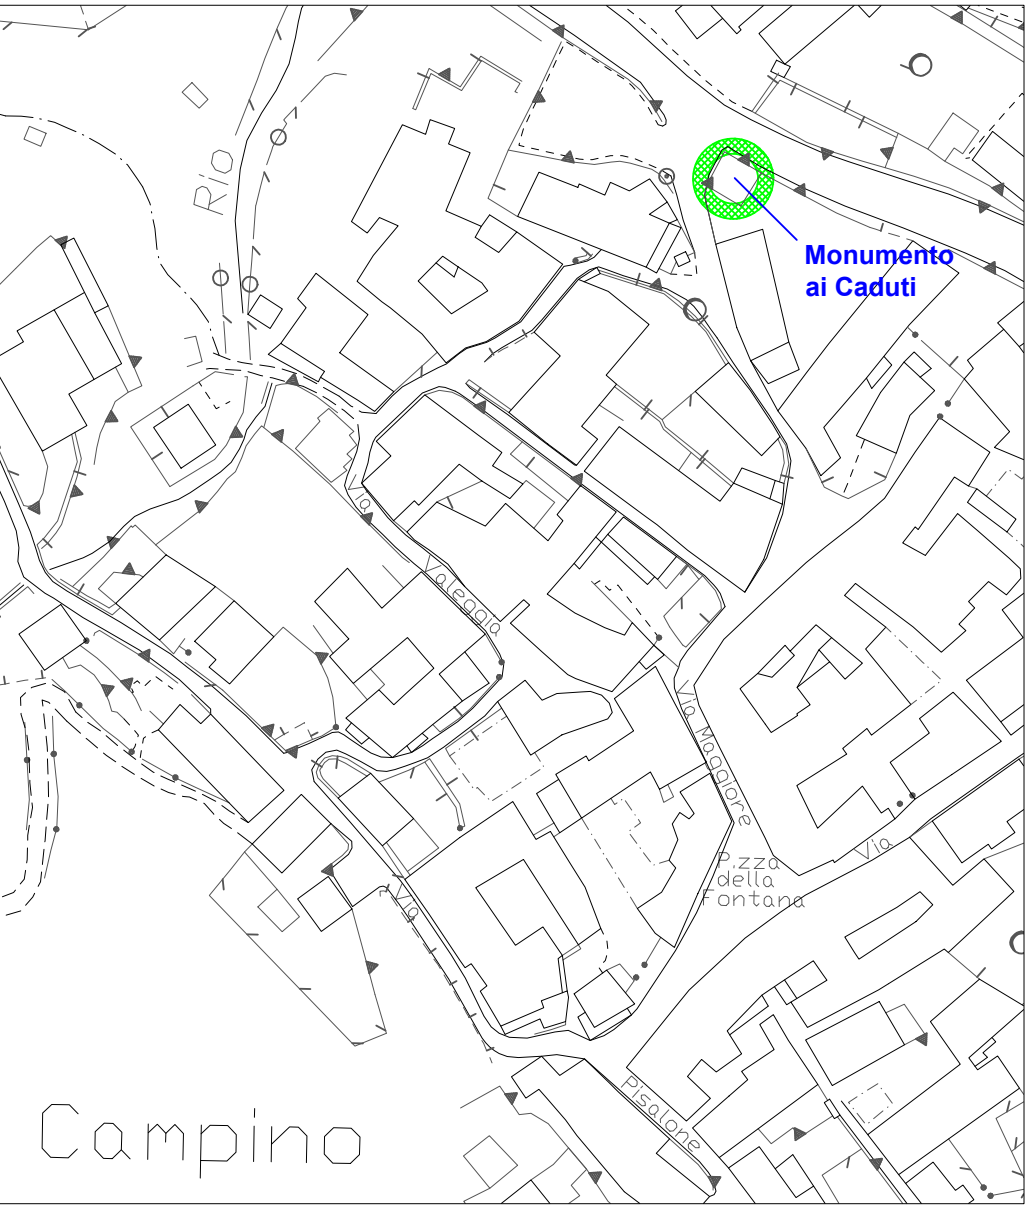 RIO
Monumento
ai Caduti
Via
Valeggia
Via Maggiore
Via
P.zza
della
Fontana
Via
Pisalone
Campino